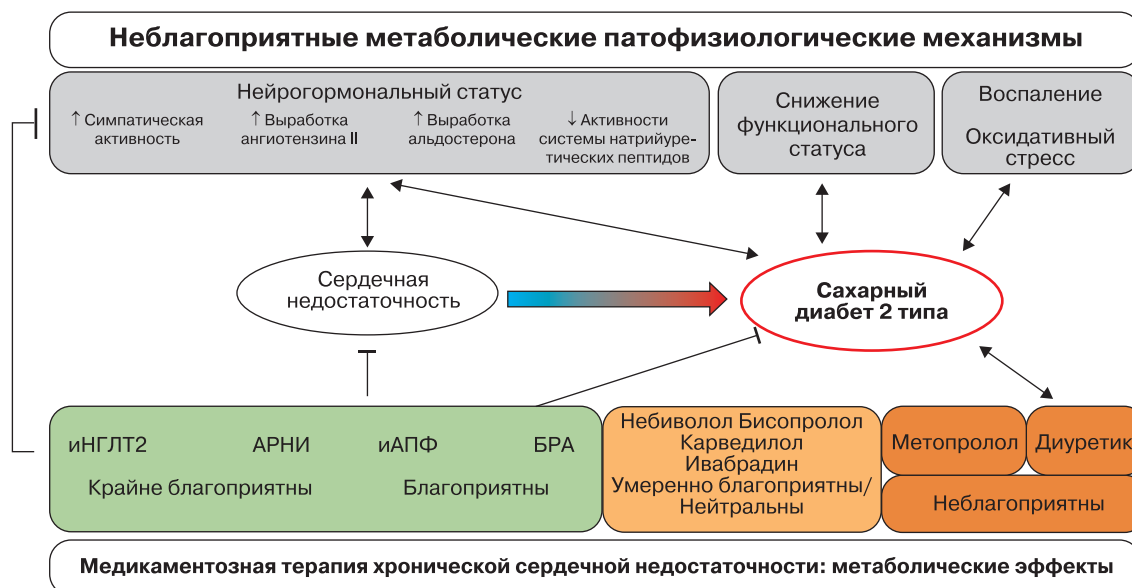 Неблагоприятные метаболические патофизиологические механизмы
Нейрогормональный статус
↑ Симпатическая
активность
↑ Выработка
ангиотензина II
↑ Выработка
альдостерона
↓ Активности
системы натрийуре-
тических пептидов
Снижение
функционального
статуса
Воспаление
Оксидативный
стресс
Сердечная
недостаточность
Сахарный
диабет 2 типа
иНГЛТ2 АРНИ иАПФ БРА
Крайне благоприятны Благоприятны
Небиволол Бисопролол
Карведилол
Ивабрадин
Умеренно благоприятны/
Нейтральны
Метопролол
Диуретик
Неблагоприятны
Медикаментозная терапия хронической сердечной недостаточности: метаболические эффекты